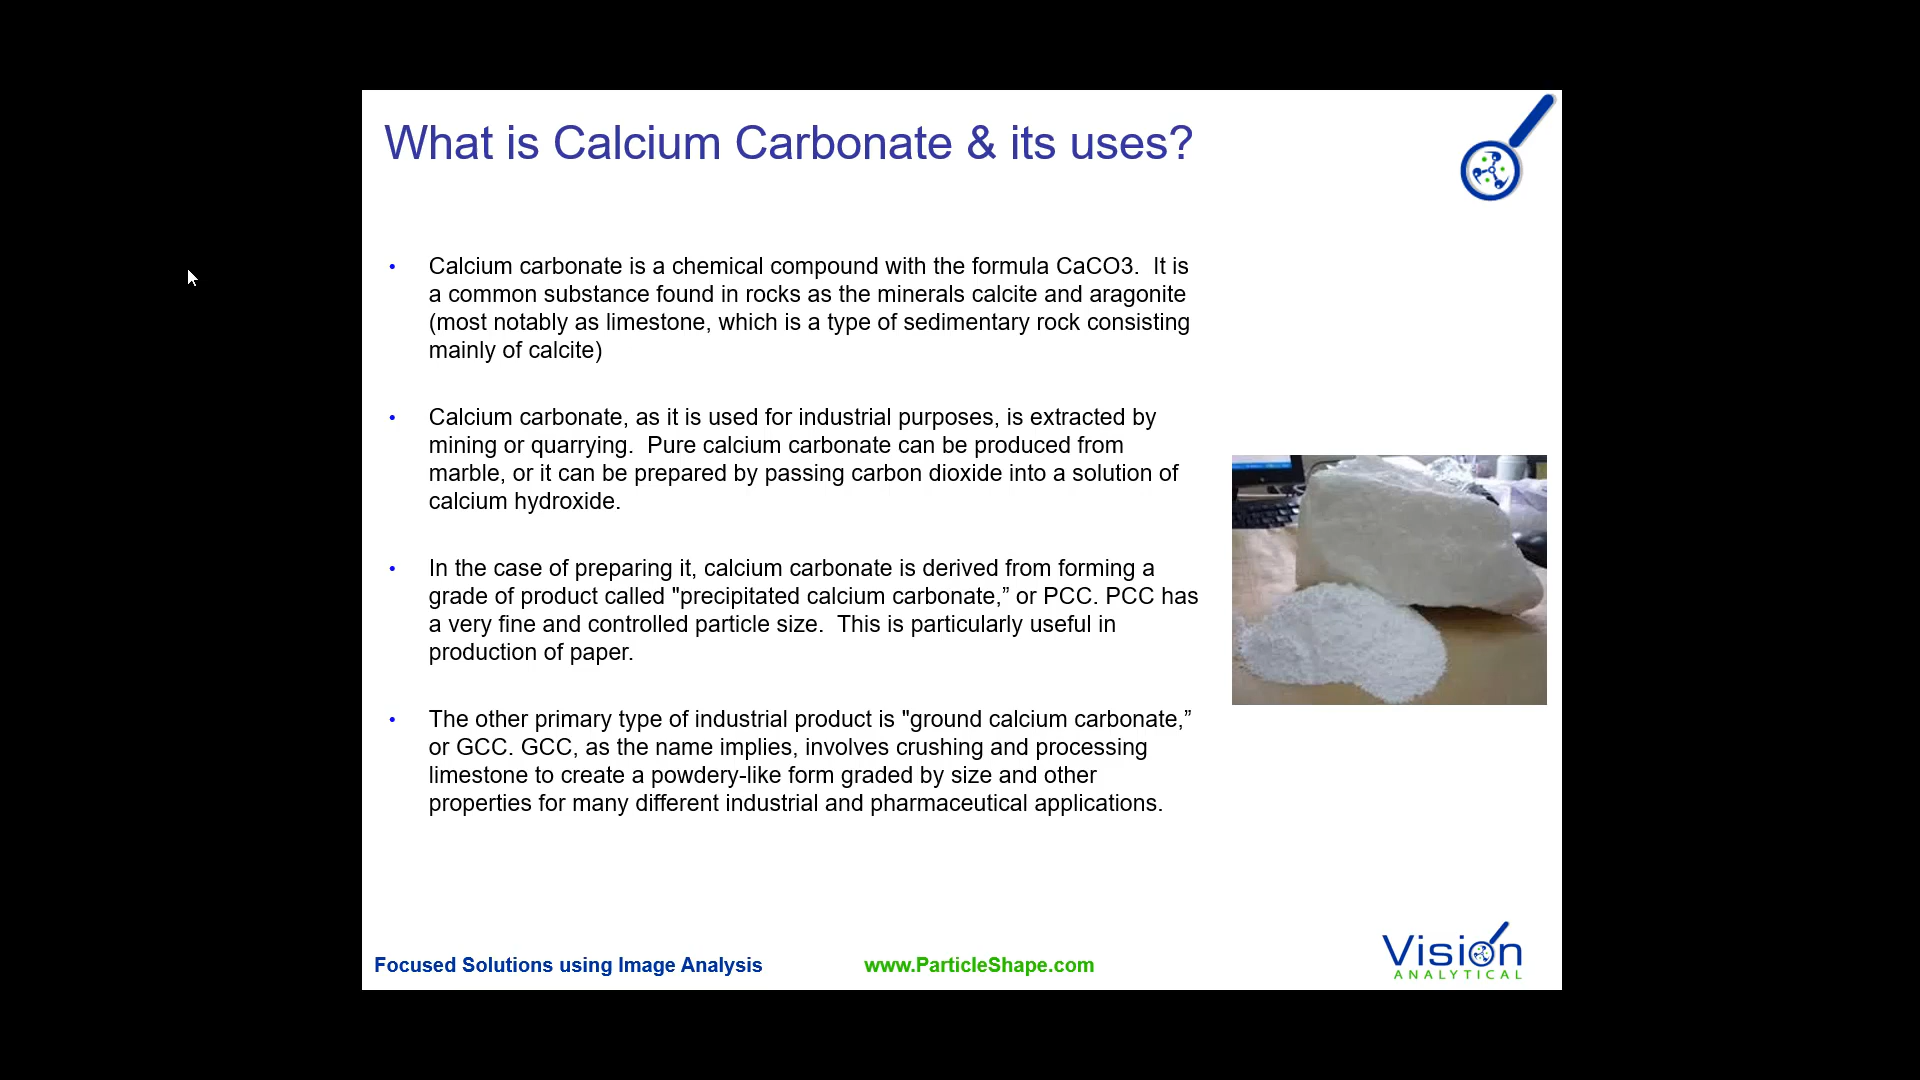 What is Calcium Carbonate & its uses?
• Calcium carbonate is a chemical compound with the formula CaCO3.  It is
a common substance found in rocks as the minerals calcite and aragonite
(most notably as limestone, which is a type of sedimentary rock consisting
mainly of calcite)
• Calcium carbonate, as it is used for industrial purposes, is extracted by
mining or quarrying.  Pure calcium carbonate can be produced from
marble, or it can be prepared by passing carbon dioxide into a solution of
calcium hydroxide.
• In the case of preparing it, calcium carbonate is derived from forming a
grade of product called "precipitated calcium carbonate,” or PCC. PCC has
a very fine and controlled particle size.  This is particularly useful in
production of paper.
• The other primary type of industrial product is "ground calcium carbonate,”
or GCC. GCC, as the name implies, involves crushing and processing
limestone to create a powdery-like form graded by size and other
properties for many different industrial and pharmaceutical applications.
Focused Solutions using Image Analysis
www.ParticleShape.com
Vision
ANALYTICAL